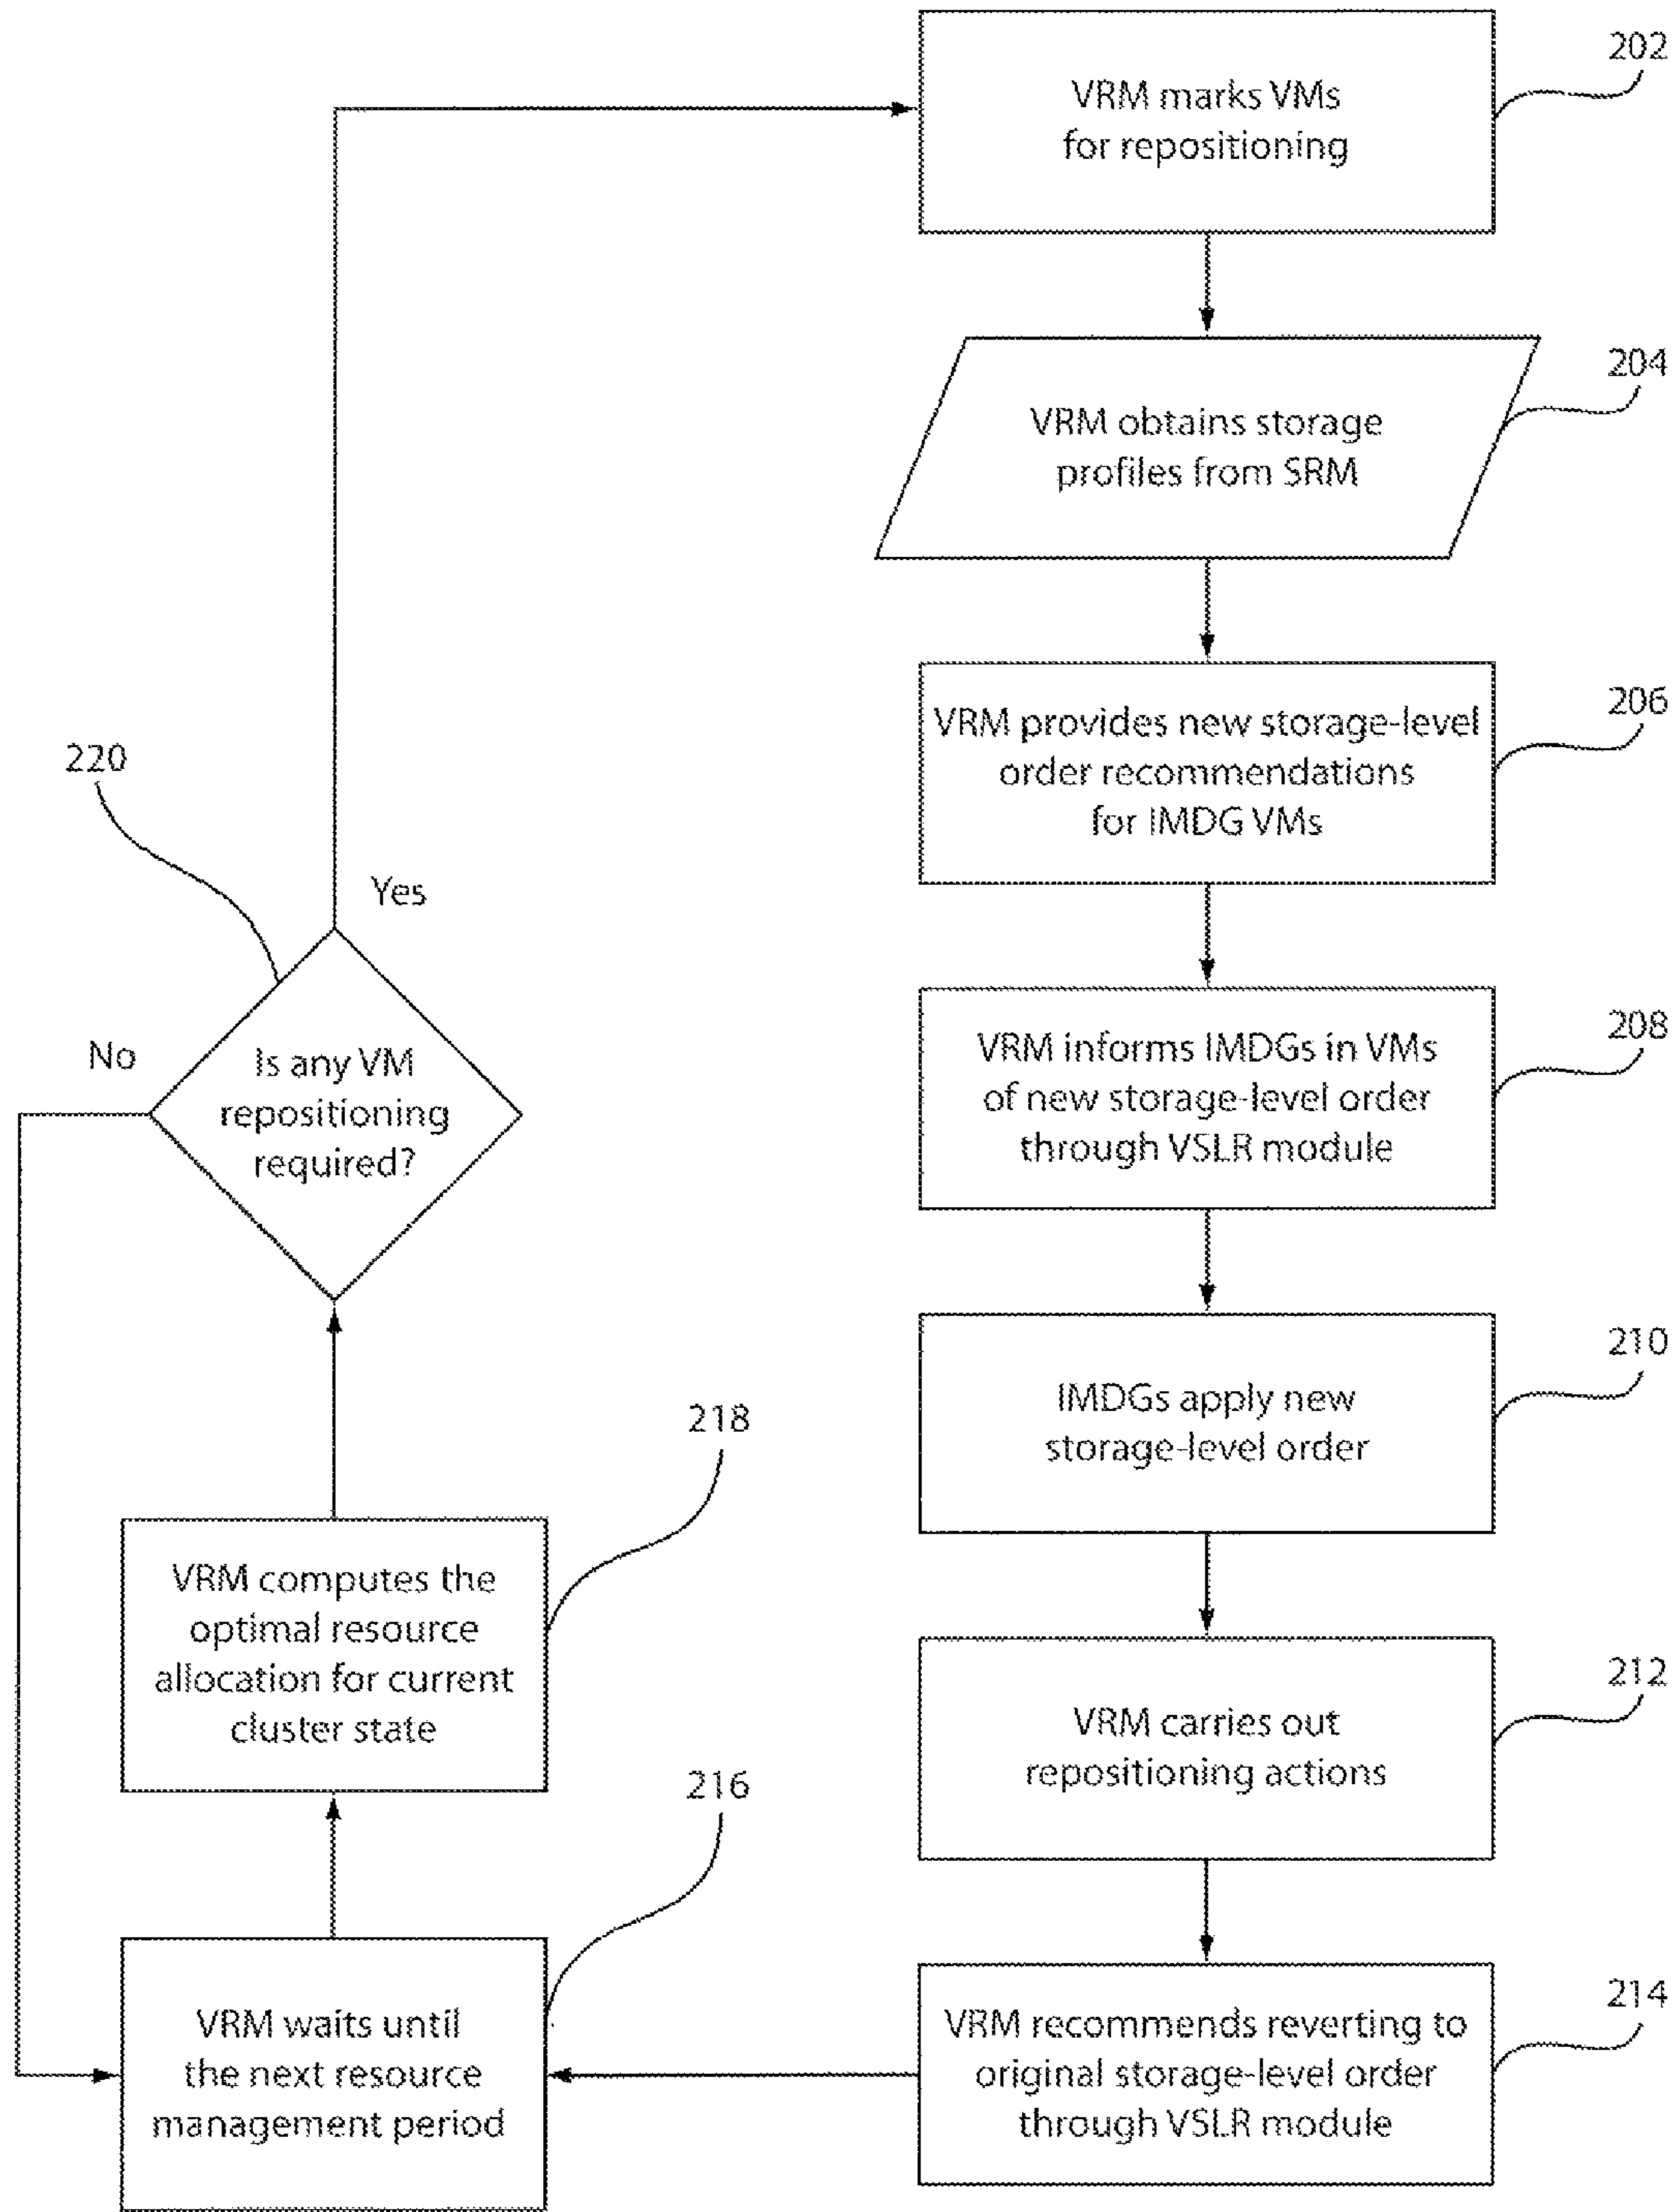 202
VRM marks VMs
for repositioning
204
VRM obtains storage
profiles from SRM
206
VRM provides new storage-level
order recommendations
for IMDG VMs
208
VRM informs IMDGs in VMs
of new storage-level order
through VSLR module
210
IMDGs apply new
storage-level order
212
VRM carries out
repositioning actions
214
VRM recommends reverting to
original storage-level order
through VSLR module
216
VRM waits until
the next resource
management period
218
VRM computes the
optimal resource
allocation for current
cluster state
220
Yes
No
Is any VM
repositioning
required?